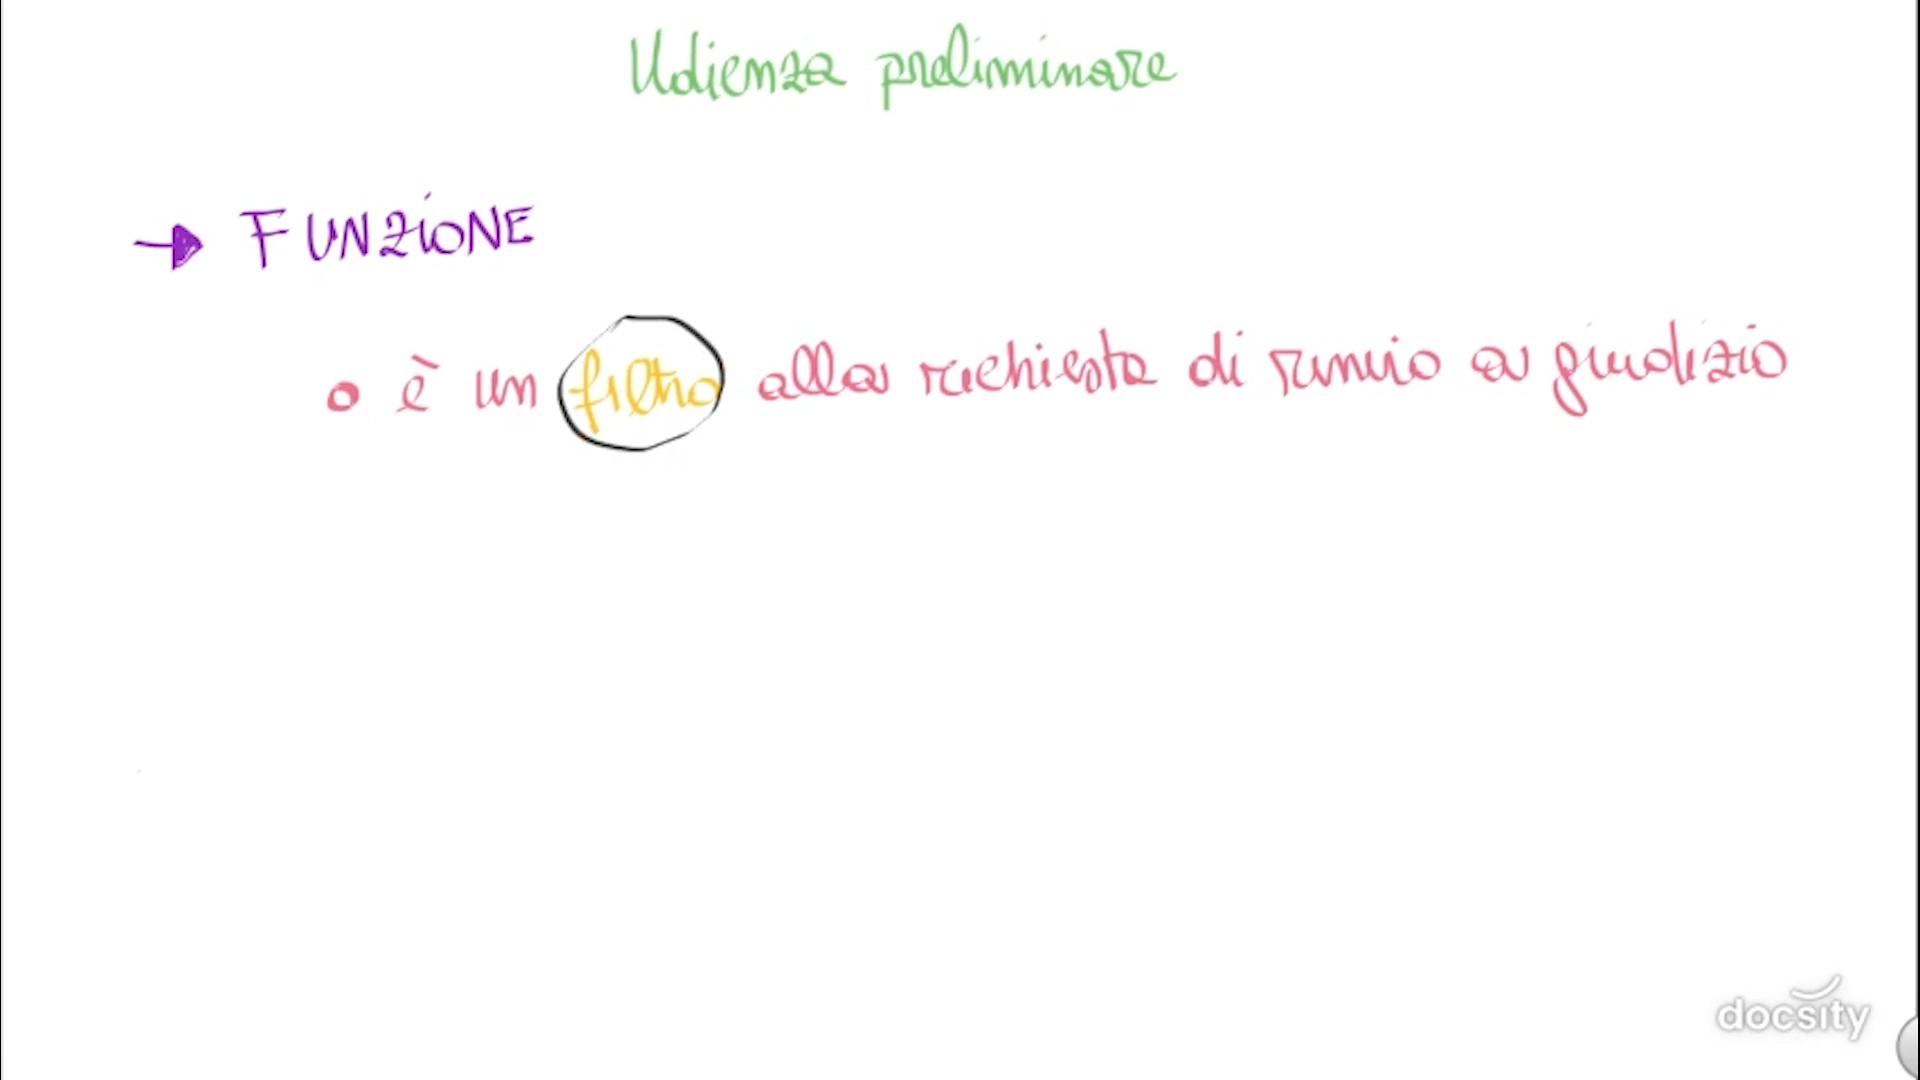 Udienza preliminare
→ FUNZIONE
o è un filtro alla richiesta di rinvio a giudizio
docsity